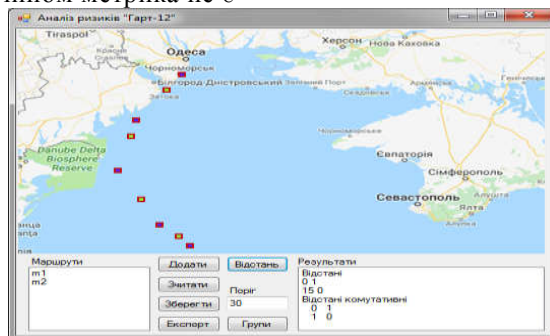 Аналіз ризиків "Гарт-12"
Tiraspol
Одеса
Херсон
Нова Каховка
Чорноморськ
Білгород-Дністровський
Затока
Danube Delta
Biosphere
Reserve
Євпаторія
Сімферополь
Севастополь
Алушта
Ялта
Алупка
Маршрути
m1
m2
Додати
Відстань
Зчитати
Поріг
Зберегти
30
Експорт
Групи
Результати
Відстані
0 1
15 0
Відстані комутативні
0 1
1 0